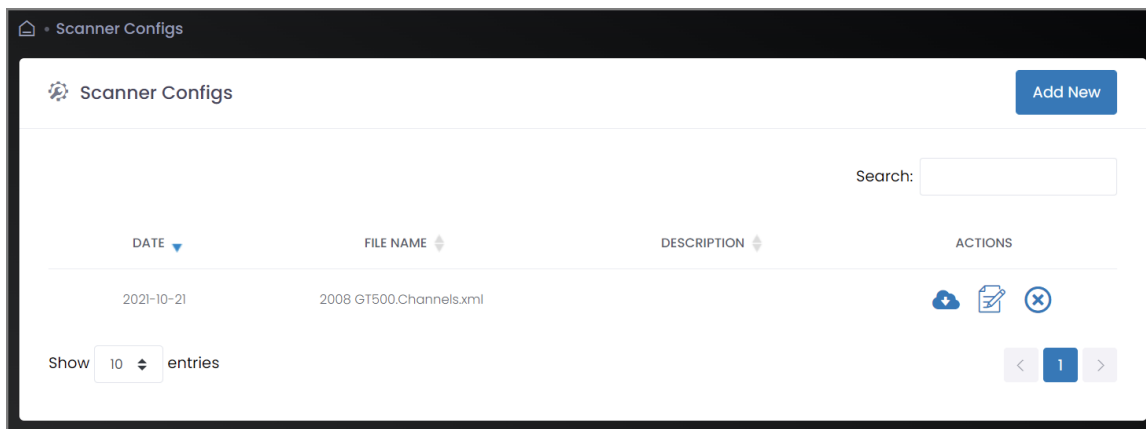 • Scanner Configs
Scanner Configs
Add New
Search:
DATE FILE NAME DESCRIPTION ACTIONS
2021-10-21 2008 GT500.Channels.xml
Show 10 entries
< 1 >